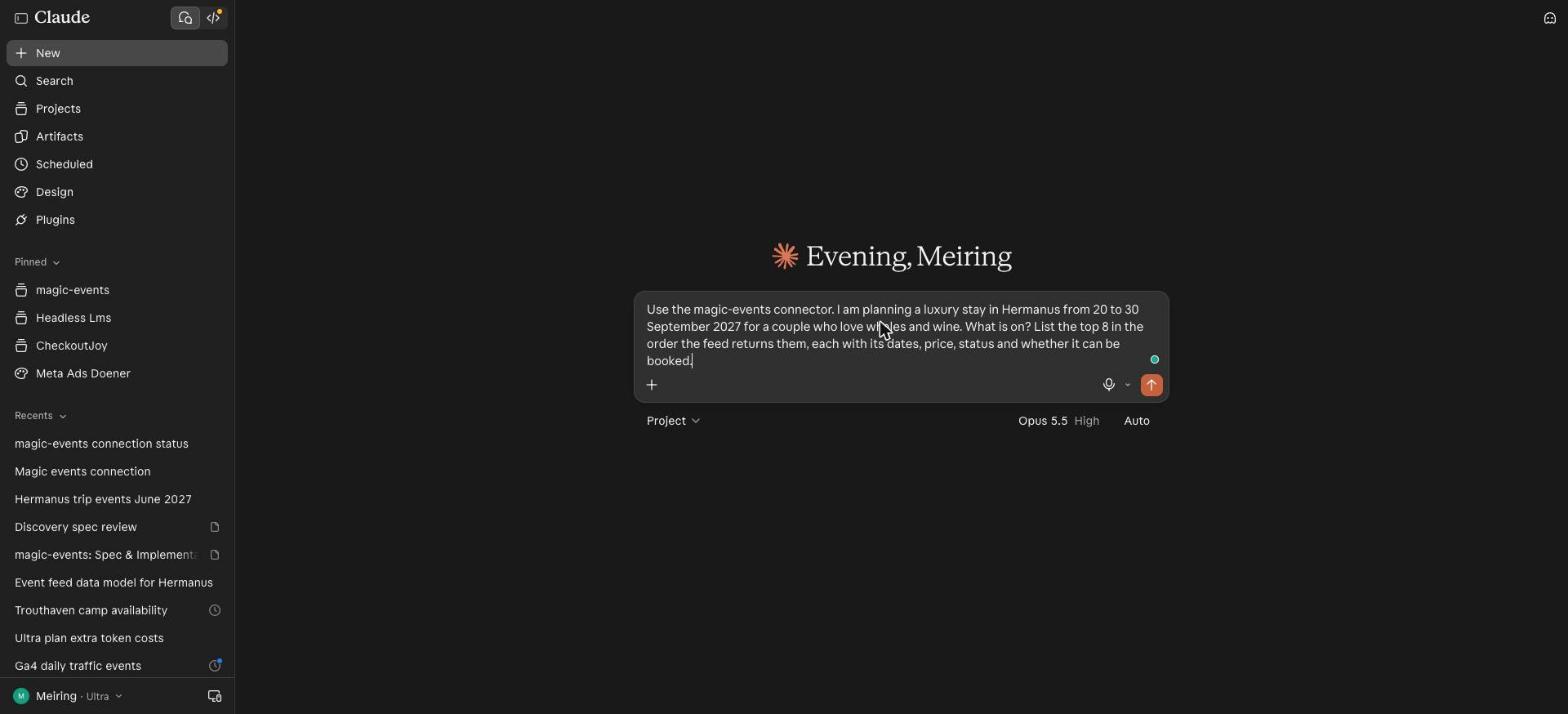 Claude
New
Search
Projects
Artifacts
Scheduled
Design
Plugins
Pinned
magic-events
Headless Lms
CheckoutJoy
Meta Ads Doener
Recents
magic-events connection status
Magic events connection
Hermanus trip events June 2027
Discovery spec review
magic-events: Spec & Implement
Event feed data model for Hermanus
Trouthaven camp availability
Ultra plan extra token costs
Ga4 daily traffic events
M Meiring · Ultra
Evening, Meiring
Use the magic-events connector. I am planning a luxury stay in Hermanus from 20 to 30
September 2027 for a couple who love whales and wine. What is on? List the top 8 in the
order the feed returns them, each with its dates, price, status and whether it can be
booked.
Project
Opus 5.5 High Auto